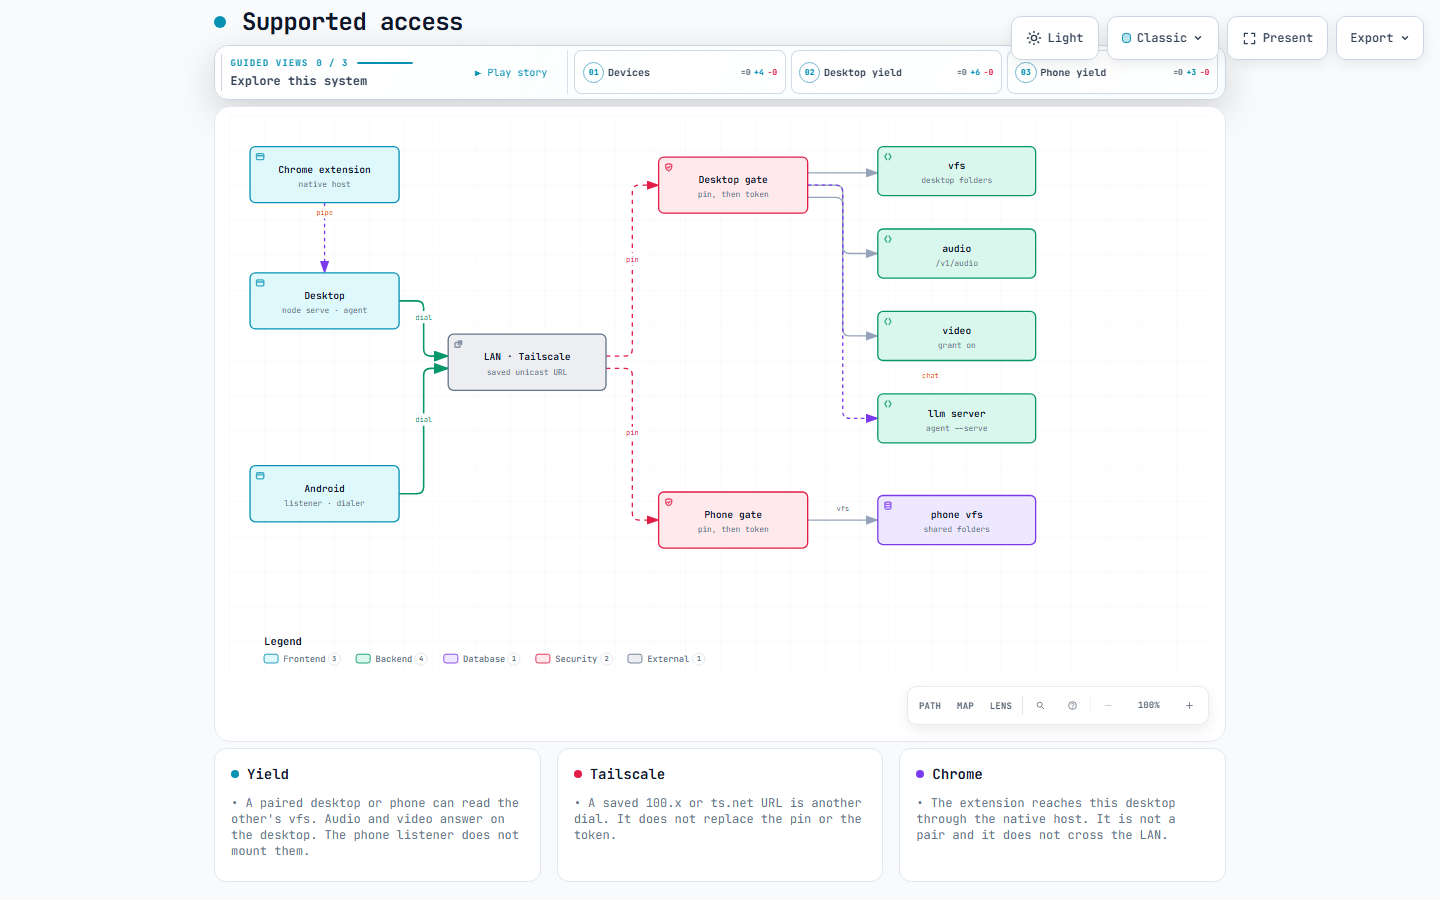 Supported access
Light
Classic
Present
Export
GUIDED VIEWS 0 / 3
Explore this system
▶ Play story
01 Devices =0 +4 -0
02 Desktop yield =0 +6 -0
03 Phone yield =0 +3 -0
Chrome extension
native host
pipe
Desktop
node serve · agent
dial
LAN · Tailscale
saved unicast URL
dial
Android
listener · dialer
pin
pin
Desktop gate
pin, then token
Phone gate
pin, then token
vfs
desktop folders
audio
/v1/audio
video
grant on
chat
llm server
agent --serve
vfs
phone vfs
shared folders
Legend
Frontend 3
Backend 4
Database 1
Security 2
External 1
PATH MAP LENS
− 100% +
Yield
• A paired desktop or phone can read the
other's vfs. Audio and video answer on
the desktop. The phone listener does not
mount them.
Tailscale
• A saved 100.x or ts.net URL is another
dial. It does not replace the pin or the
token.
Chrome
• The extension reaches this desktop
through the native host. It is not a
pair and it does not cross the LAN.